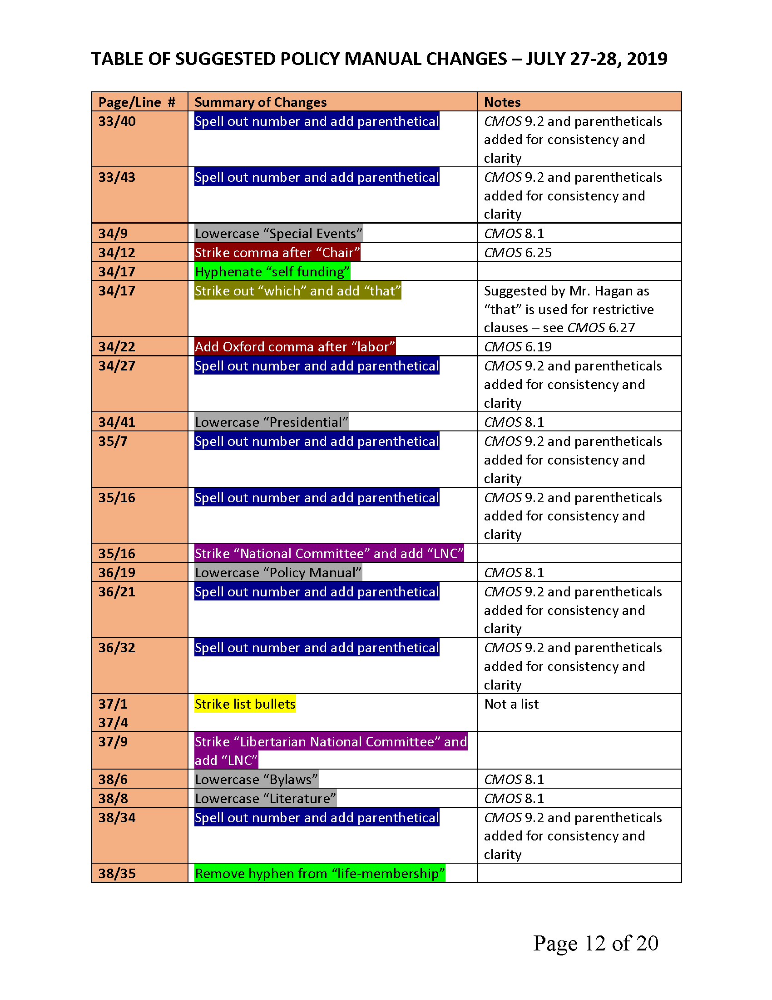 TABLE OF SUGGESTED POLICY MANUAL CHANGES – JULY 27-28, 2019
Page/Line # Summary of Changes Notes
33/40 Spell out number and add parenthetical CMOS 9.2 and parentheticals
added for consistency and
clarity
33/43 Spell out number and add parenthetical CMOS 9.2 and parentheticals
added for consistency and
clarity
34/9 Lowercase “Special Events” CMOS 8.1
34/12 Strike comma after “Chair” CMOS 6.25
34/17 Hyphenate “self funding”
34/17 Strike out “which” and add “that” Suggested by Mr. Hagan as
“that” is used for restrictive
clauses – see CMOS 6.27
34/22 Add Oxford comma after “labor” CMOS 6.19
34/27 Spell out number and add parenthetical CMOS 9.2 and parentheticals
added for consistency and
clarity
34/41 Lowercase “Presidential” CMOS 8.1
35/7 Spell out number and add parenthetical CMOS 9.2 and parentheticals
added for consistency and
clarity
35/16 Spell out number and add parenthetical CMOS 9.2 and parentheticals
added for consistency and
clarity
35/16 Strike “National Committee” and add “LNC”
36/19 Lowercase “Policy Manual” CMOS 8.1
36/21 Spell out number and add parenthetical CMOS 9.2 and parentheticals
added for consistency and
clarity
36/32 Spell out number and add parenthetical CMOS 9.2 and parentheticals
added for consistency and
clarity
37/1 Strike list bullets Not a list
37/4
37/9 Strike “Libertarian National Committee” and
add “LNC”
38/6 Lowercase “Bylaws” CMOS 8.1
38/8 Lowercase “Literature” CMOS 8.1
38/34 Spell out number and add parenthetical CMOS 9.2 and parentheticals
added for consistency and
clarity
38/35 Remove hyphen from “life-membership”
Page 12 of 20